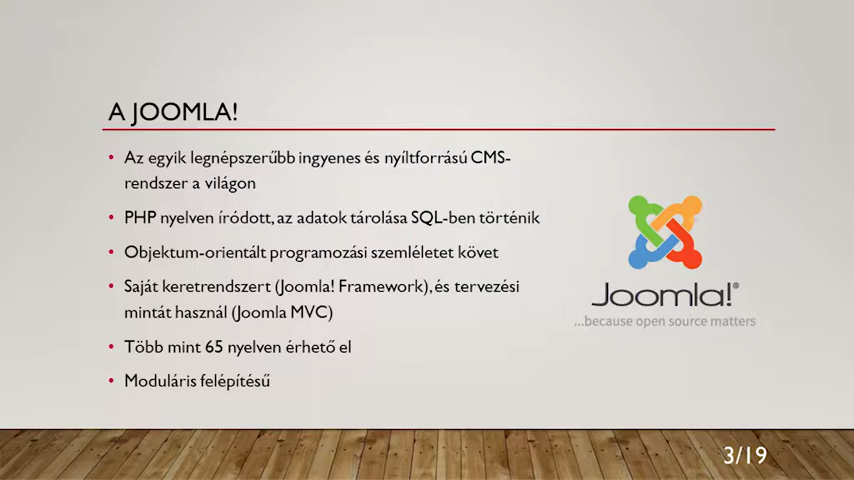 A JOOMLA!
• Az egyik legnépszerűbb ingyenes és nyíltforrású CMS-
rendszer a világon
• PHP nyelven íródott, az adatok tárolása SQL-ben történik
• Objektum-orientált programozási szemléletet követ
• Saját keretrendszert (Joomla! Framework), és tervezési
mintát használ (Joomla MVC)
• Több mint 65 nyelven érhető el
• Moduláris felépítésű
Joomla!®
...because open source matters
3/19